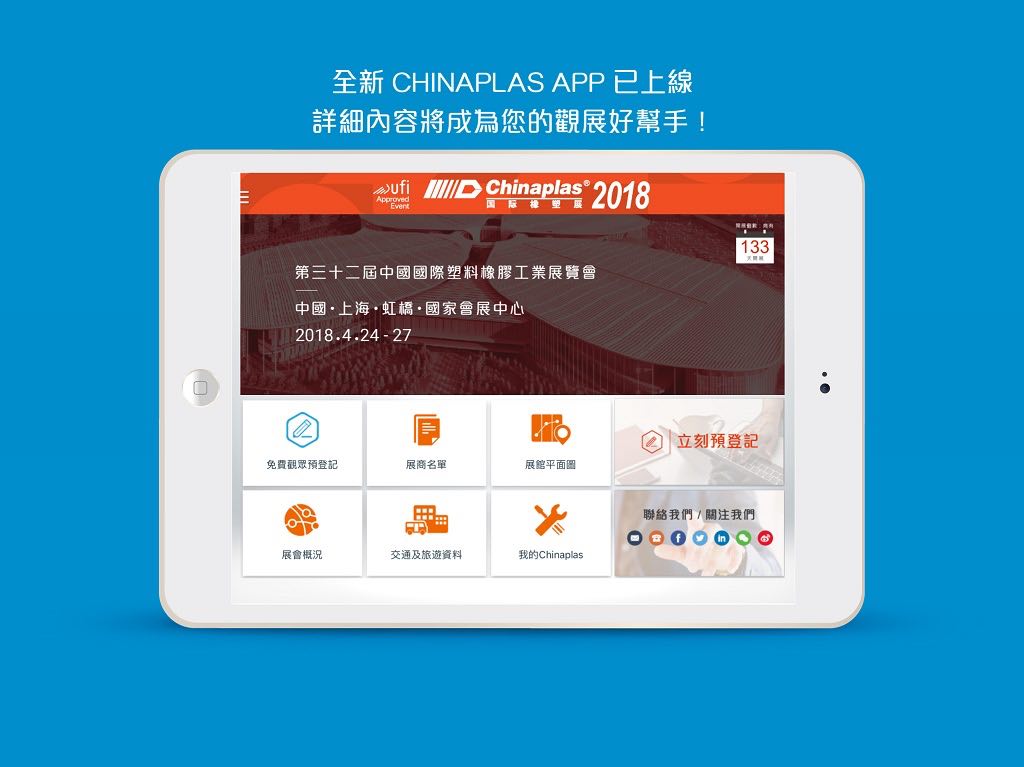 全新 CHINAPLAS APP 已上線
詳細內容將成為您的觀展好幫手！
ufi
Approved
Event
Chinaplas® 2018
国际橡塑展
133
第三十二屆中國國際塑料橡膠工業展覽會
中國・上海・虹橋・國家會展中心
2018.4.24 - 27
免費觀眾預登記
展商名單
展館平面圖
立刻預登記
展會概況
交通及旅遊資料
我的Chinaplas
聯絡我們 / 關注我們